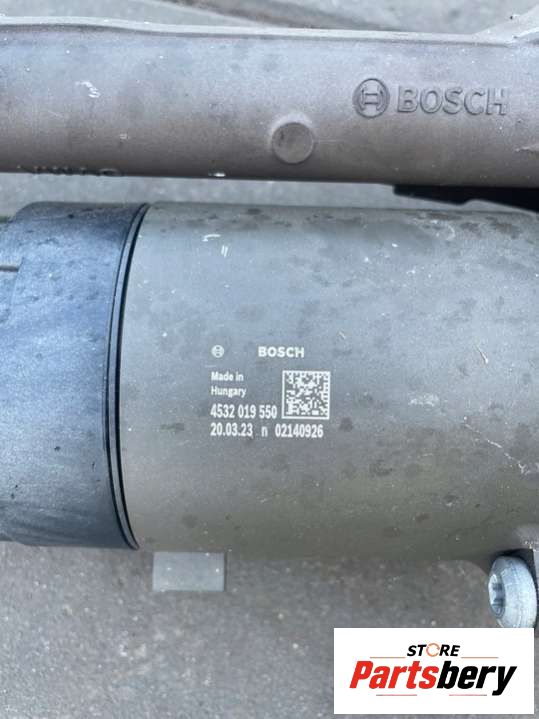 BOSCH
BOSCH
Made in
Hungary
4532 019 550
20.03.23 n 02140926
STORE
Partsbery